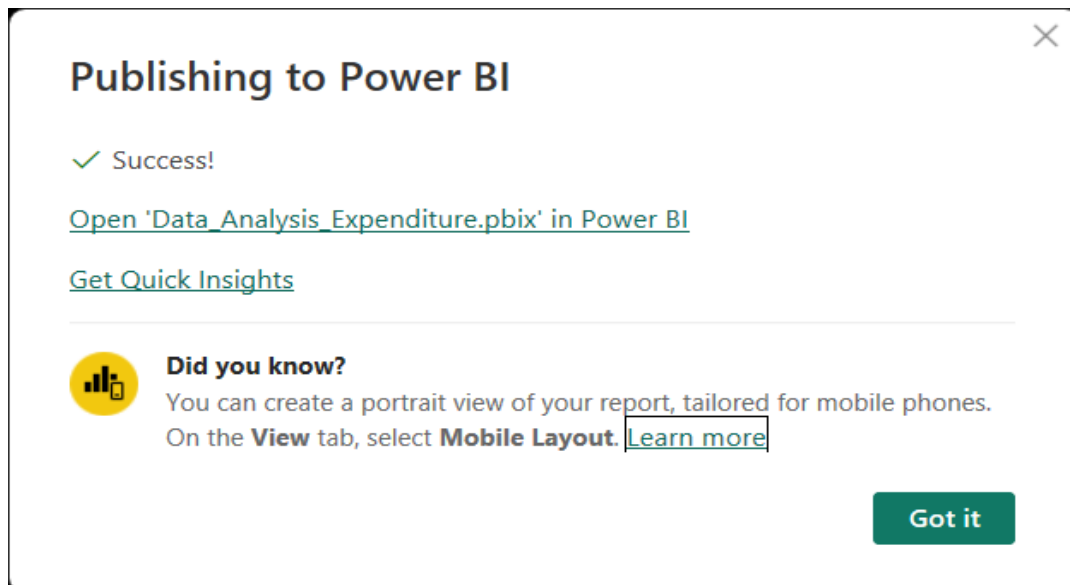 Publishing to Power BI
Success!
Open 'Data_Analysis_Expenditure.pbix' in Power BI
Get Quick Insights
Did you know?
You can create a portrait view of your report, tailored for mobile phones.
On the View tab, select Mobile Layout. Learn more
Got it